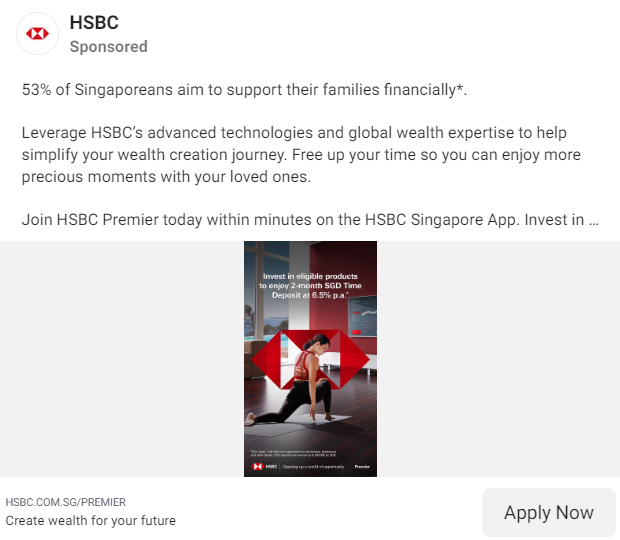 HSBC
Sponsored
53% of Singaporeans aim to support their families financially*.
Leverage HSBC's advanced technologies and global wealth expertise to help
simplify your wealth creation journey. Free up your time so you can enjoy more
precious moments with your loved ones.
Join HSBC Premier today within minutes on the HSBC Singapore App. Invest in ...
Invest in eligible products
to enjoy 2-month SGD Time
Deposit at 6.5% p.a.^
HSBC Opening up a world of opportunity Premier
HSBC.COM.SG/PREMIER
Create wealth for your future
Apply Now